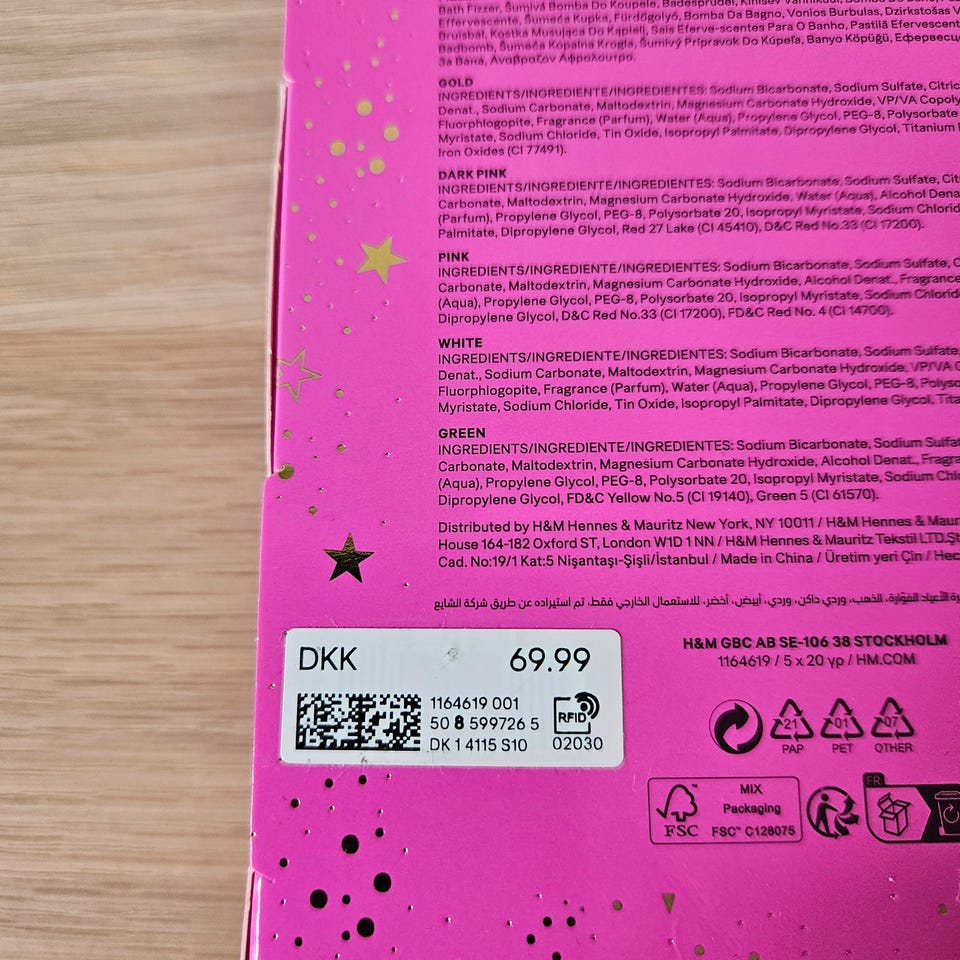 Bath Fizzer, Šumivá Bomba Do Koupele, Badesprudel,
Effervescente, Šumeća Kupka, Fürdőgolyó, Bomba Da Bagno, Vonios Burbulas, Dzirkstošas
Bruisbal, Kostka Musująca Do Kąpieli, Sais Eferve-scentes Para O Banho, Pastilă Efervescent
Badbomb, Šumeča Kopalna Krogla, Šumivý Prípravok Do Kúpeľa, Banyo Köpüğü,
За Вана, Αναβράζον Αφρόλουτρο.
GOLD
INGREDIENTS/INGREDIENTE/INGREDIENTES: Sodium Bicarbonate, Sodium Sulfate, Citric
Denat., Sodium Carbonate, Maltodextrin, Magnesium Carbonate Hydroxide, VP/VA Copoly
Fluorphlogopite, Fragrance (Parfum), Water (Aqua), Propylene Glycol, PEG-8, Polysorbate
Myristate, Sodium Chloride, Tin Oxide, Isopropyl Palmitate, Dipropylene Glycol, Titanium
Iron Oxides (CI 77491).
DARK PINK
INGREDIENTS/INGREDIENTE/INGREDIENTES: Sodium Bicarbonate, Sodium Sulfate, Cit
Carbonate, Maltodextrin, Magnesium Carbonate Hydroxide, Water (Aqua), Alcohol Dena
(Parfum), Propylene Glycol, PEG-8, Polysorbate 20, Isopropyl Myristate, Sodium Chlorid
Palmitate, Dipropylene Glycol, Red 27 Lake (CI 45410), D&C Red No.33 (CI 17200).
PINK
INGREDIENTS/INGREDIENTE/INGREDIENTES: Sodium Bicarbonate, Sodium Sulfate, C
Carbonate, Maltodextrin, Magnesium Carbonate Hydroxide, Alcohol Denat., Fragrance
(Aqua), Propylene Glycol, PEG-8, Polysorbate 20, Isopropyl Myristate, Sodium Chlorid
Dipropylene Glycol, D&C Red No.33 (CI 17200), FD&C Red No. 4 (CI 14700).
WHITE
INGREDIENTS/INGREDIENTE/INGREDIENTES: Sodium Bicarbonate, Sodium Sulfate,
Denat., Sodium Carbonate, Maltodextrin, Magnesium Carbonate Hydroxide, VP/VA C
Fluorphlogopite, Fragrance (Parfum), Water (Aqua), Propylene Glycol, PEG-8, Polyso
Myristate, Sodium Chloride, Tin Oxide, Isopropyl Palmitate, Dipropylene Glycol, Tita
GREEN
INGREDIENTS/INGREDIENTE/INGREDIENTES: Sodium Bicarbonate, Sodium Sulfat
Carbonate, Maltodextrin, Magnesium Carbonate Hydroxide, Alcohol Denat., Fragra
(Aqua), Propylene Glycol, PEG-8, Polysorbate 20, Isopropyl Myristate, Sodium Chl
Dipropylene Glycol, FD&C Yellow No.5 (CI 19140), Green 5 (CI 61570).
Distributed by H&M Hennes & Mauritz New York, NY 10011 / H&M Hennes & Maur
House 164-182 Oxford ST, London W1D 1 NN / H&M Hennes & Mauritz Tekstil LTD.Şt
Cad. No:19/1 Kat:5 Nişantaşı-Şişli/İstanbul / Made in China / Üretim yeri Çin / Hec
الأعياد الفوّارة، الذهب، وردي داكن، وردي، أبيض، أخضر، للاستعمال الخارجي فقط، تم استيراده عن طريق شركة الشايع
H&M GBC AB SE-106 38 STOCKHOLM
1164619 / 5 x 20 γρ / HM.COM
DKK 69.99
1164619 001
50 8 599726 5
DK 1 4115 S10
RFID
02030
21 PAP
01 PET
07 OTHER
FSC
MIX
Packaging
FSC™ C128075
FR